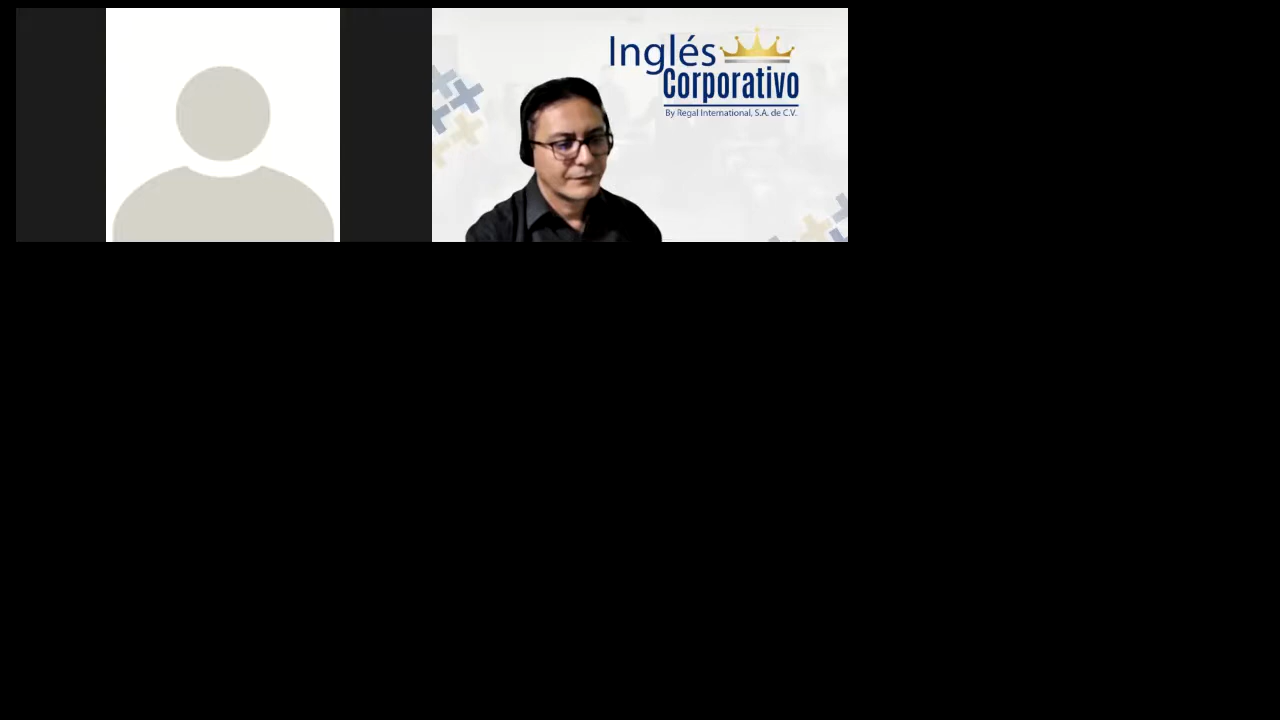 Inglés
Corporativo
By Regal International, S.A. de C.V.